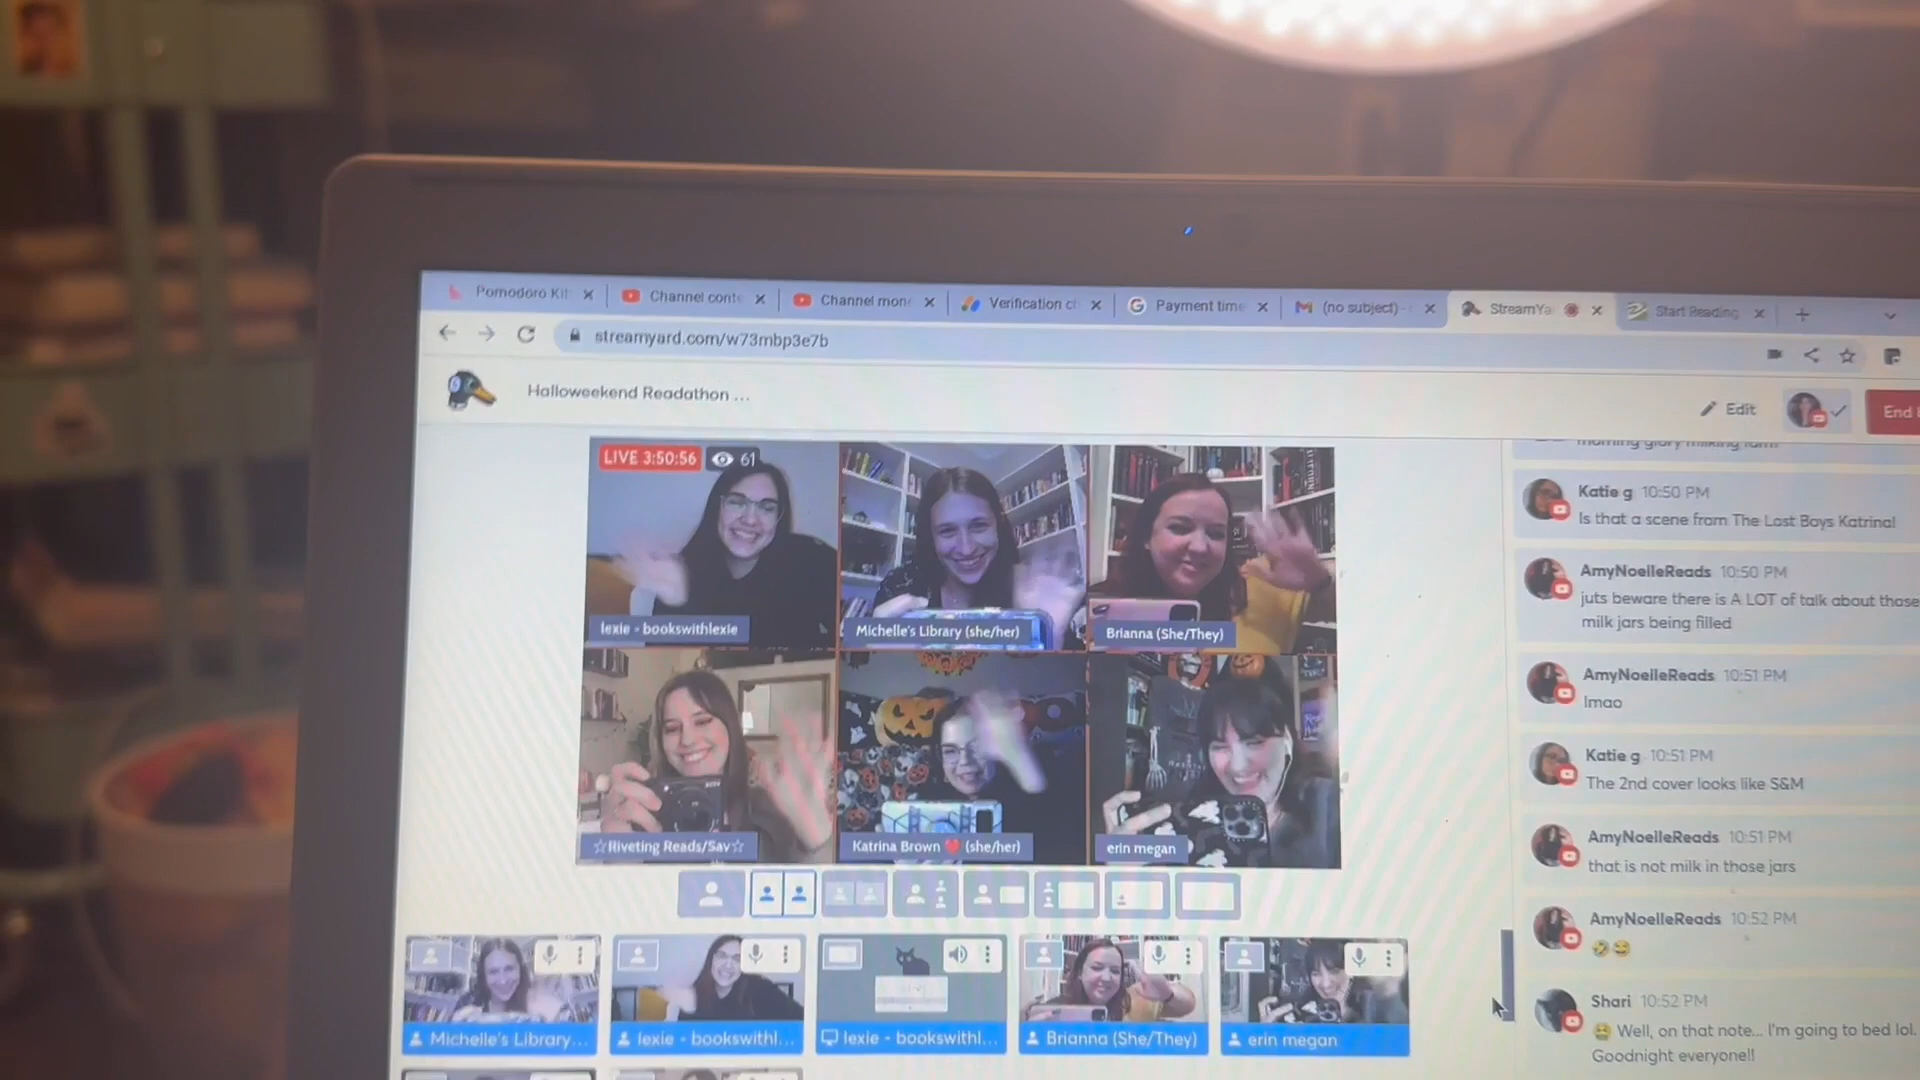 Pomodoro Kit
Channel conte
Channel mone
Verification c
Payment time
(no subject) -
StreamYa
Start Reading
streamyard.com/w73mbp3e7b
Halloweekend Readathon ...
Edit
End
LIVE 3:50:56
61
lexie - bookswithlexie
Michelle's Library (she/her)
Brianna (She/They)
☆Riveting Reads/Sav☆
Katrina Brown ❤️ (she/her)
erin megan
Michelle's Library...
lexie - bookswithl...
lexie - bookswithl...
Brianna (She/They)
erin megan
Katie g 10:50 PM
Is that a scene from The Lost Boys Katrina!
AmyNoelleReads 10:50 PM
juts beware there is A LOT of talk about those
milk jars being filled
AmyNoelleReads 10:51 PM
lmao
Katie g 10:51 PM
The 2nd cover looks like S&M
AmyNoelleReads 10:51 PM
that is not milk in those jars
AmyNoelleReads 10:52 PM
🤣😂
Shari 10:52 PM
Well, on that note... I'm going to bed lol.
Goodnight everyone!!